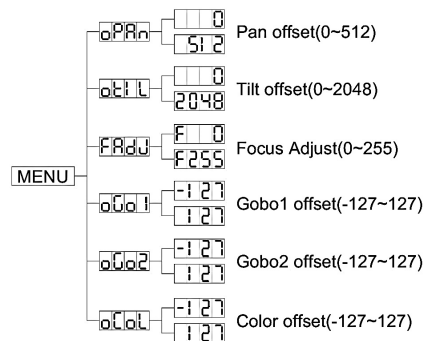 MENU
oPAn
0
512
Pan offset(0~512)
otIL
0
2048
Tilt offset(0~2048)
FAdJ
F 0
F255
Focus Adjust(0~255)
oGo1
-127
127
Gobo1 offset(-127~127)
oGo2
-127
127
Gobo2 offset(-127~127)
oCoL
-127
127
Color offset(-127~127)